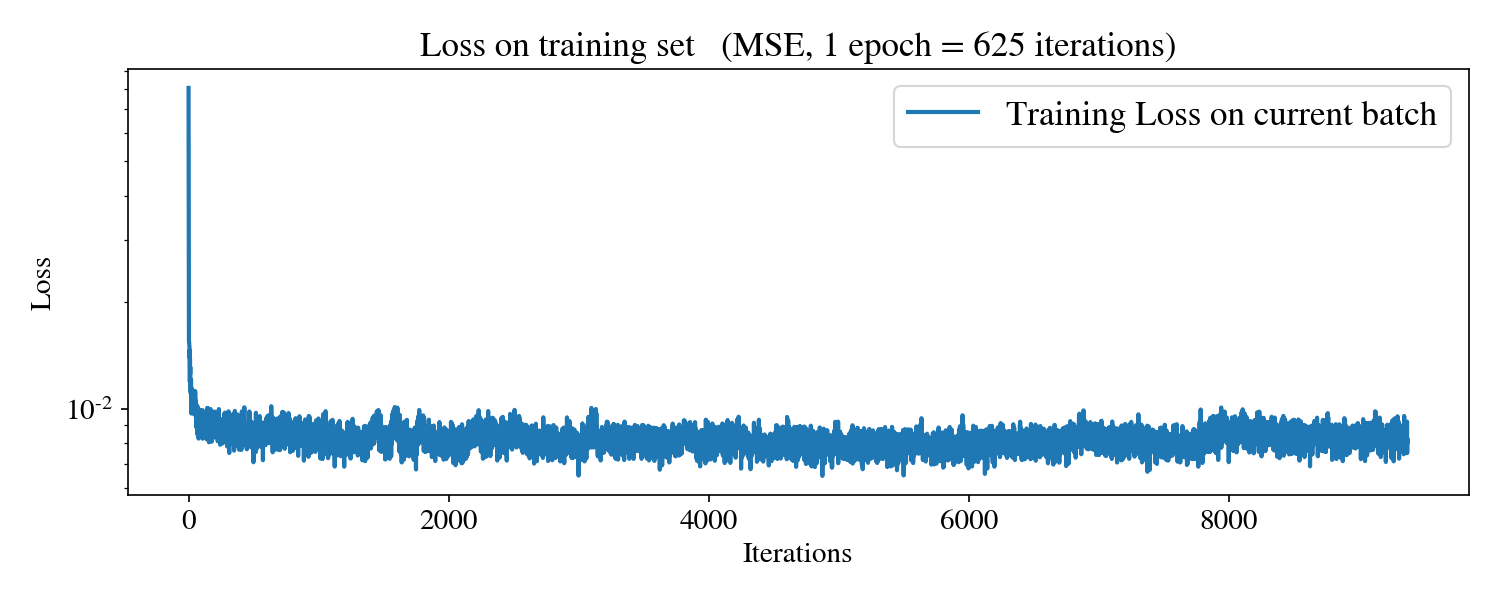 Loss on training set   (MSE, 1 epoch = 625 iterations)
Training Loss on current batch
Loss
10⁻²
0 2000 4000 6000 8000
Iterations